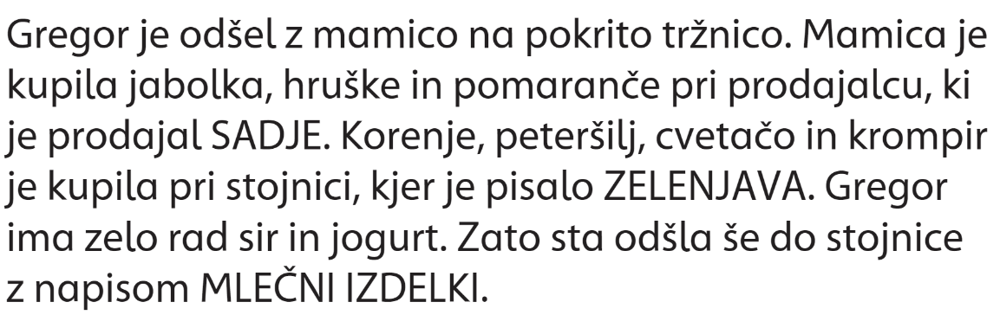 Gregor je odšel z mamico na pokrito tržnico. Mamica je
kupila jabolka, hruške in pomaranče pri prodajalcu, ki
je prodajal SADJE. Korenje, peteršilj, cvetačo in krompir
je kupila pri stojnici, kjer je pisalo ZELENJAVA. Gregor
ima zelo rad sir in jogurt. Zato sta odšla še do stojnice
z napisom MLEČNI IZDELKI.